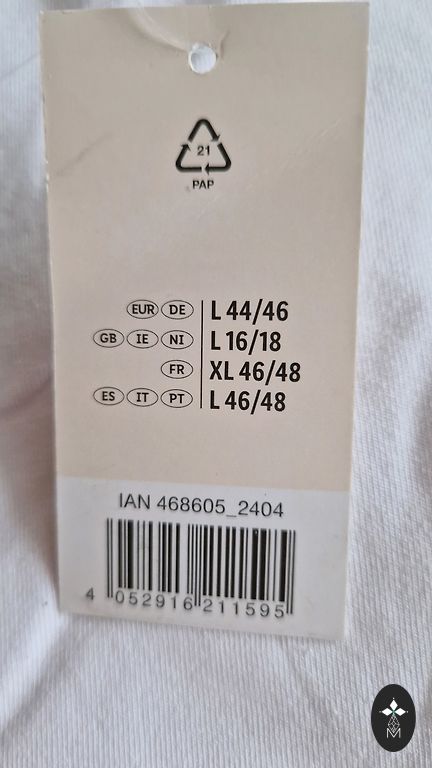 21
PAP
EUR DE L 44/46
GB IE NI L 16/18
FR XL 46/48
ES IT PT L 46/48
IAN 468605_2404
4 052916 211595
M